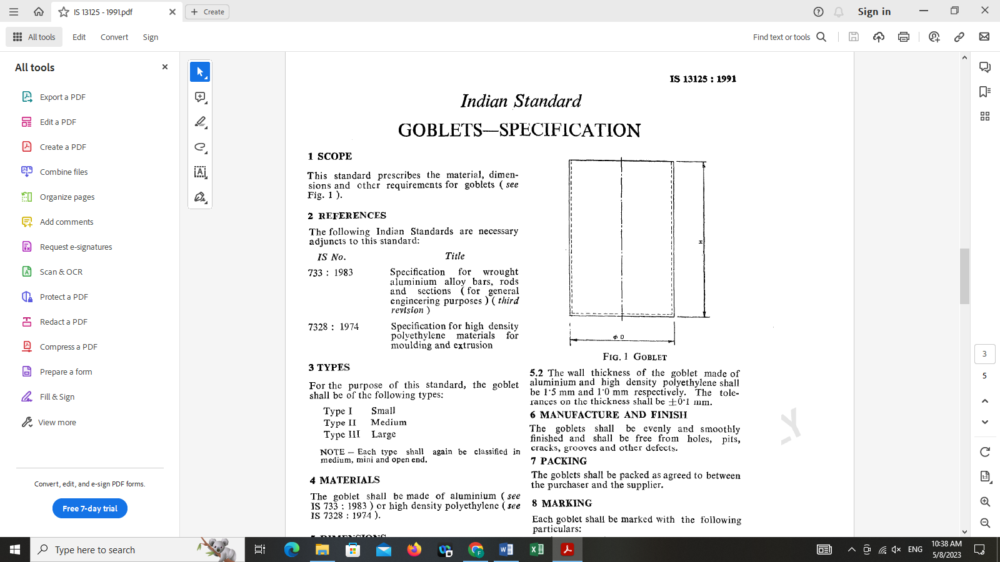 IS 13125 - 1991.pdf
Create
Sign in
All tools
Edit
Convert
Sign
Find text or tools
All tools
Export a PDF
Edit a PDF
Create a PDF
Combine files
Organize pages
Add comments
Request e-signatures
Scan & OCR
Protect a PDF
Redact a PDF
Compress a PDF
Prepare a form
Fill & Sign
View more
Convert, edit, and e-sign PDF forms.
Free 7-day trial
IS 13125 : 1991
Indian Standard
GOBLETS—SPECIFICATION
1 SCOPE
This standard prescribes the material, dimen-
sions and other requirements for goblets ( see
Fig. 1 ).
2 REFERENCES
The following Indian Standards are necessary
adjuncts to this standard:
IS No. Title
733 : 1983 Specification for wrought
aluminium alloy bars, rods
and sections ( for general
engineering purposes ) ( third
revision )
7328 : 1974 Specification for high density
polyethylene materials for
moulding and extrusion
3 TYPES
For the purpose of this standard, the goblet
shall be of the following types:
Type I Small
Type II Medium
Type III Large
NOTE — Each type shall again be classified in
medium, mini and open end.
4 MATERIALS
The goblet shall be made of aluminium ( see
IS 733 : 1983 ) or high density polyethylene ( see
IS 7328 : 1974 ).
5 DIMENSIONS
H
φ D
FIG. 1 GOBLET
5.2 The wall thickness of the goblet made of
aluminium and high density polyethylene shall
be 1·5 mm and 1·0 mm respectively. The tole-
rances on the thickness shall be ±0·1 mm.
6 MANUFACTURE AND FINISH
The goblets shall be evenly and smoothly
finished and shall be free from holes, pits,
cracks, grooves and other defects.
7 PACKING
The goblets shall be packed as agreed to between
the purchaser and the supplier.
8 MARKING
Each goblet shall be marked with the following
particulars:
Y
3
5
1:1
Type here to search
ENG
10:38 AM
5/8/2023